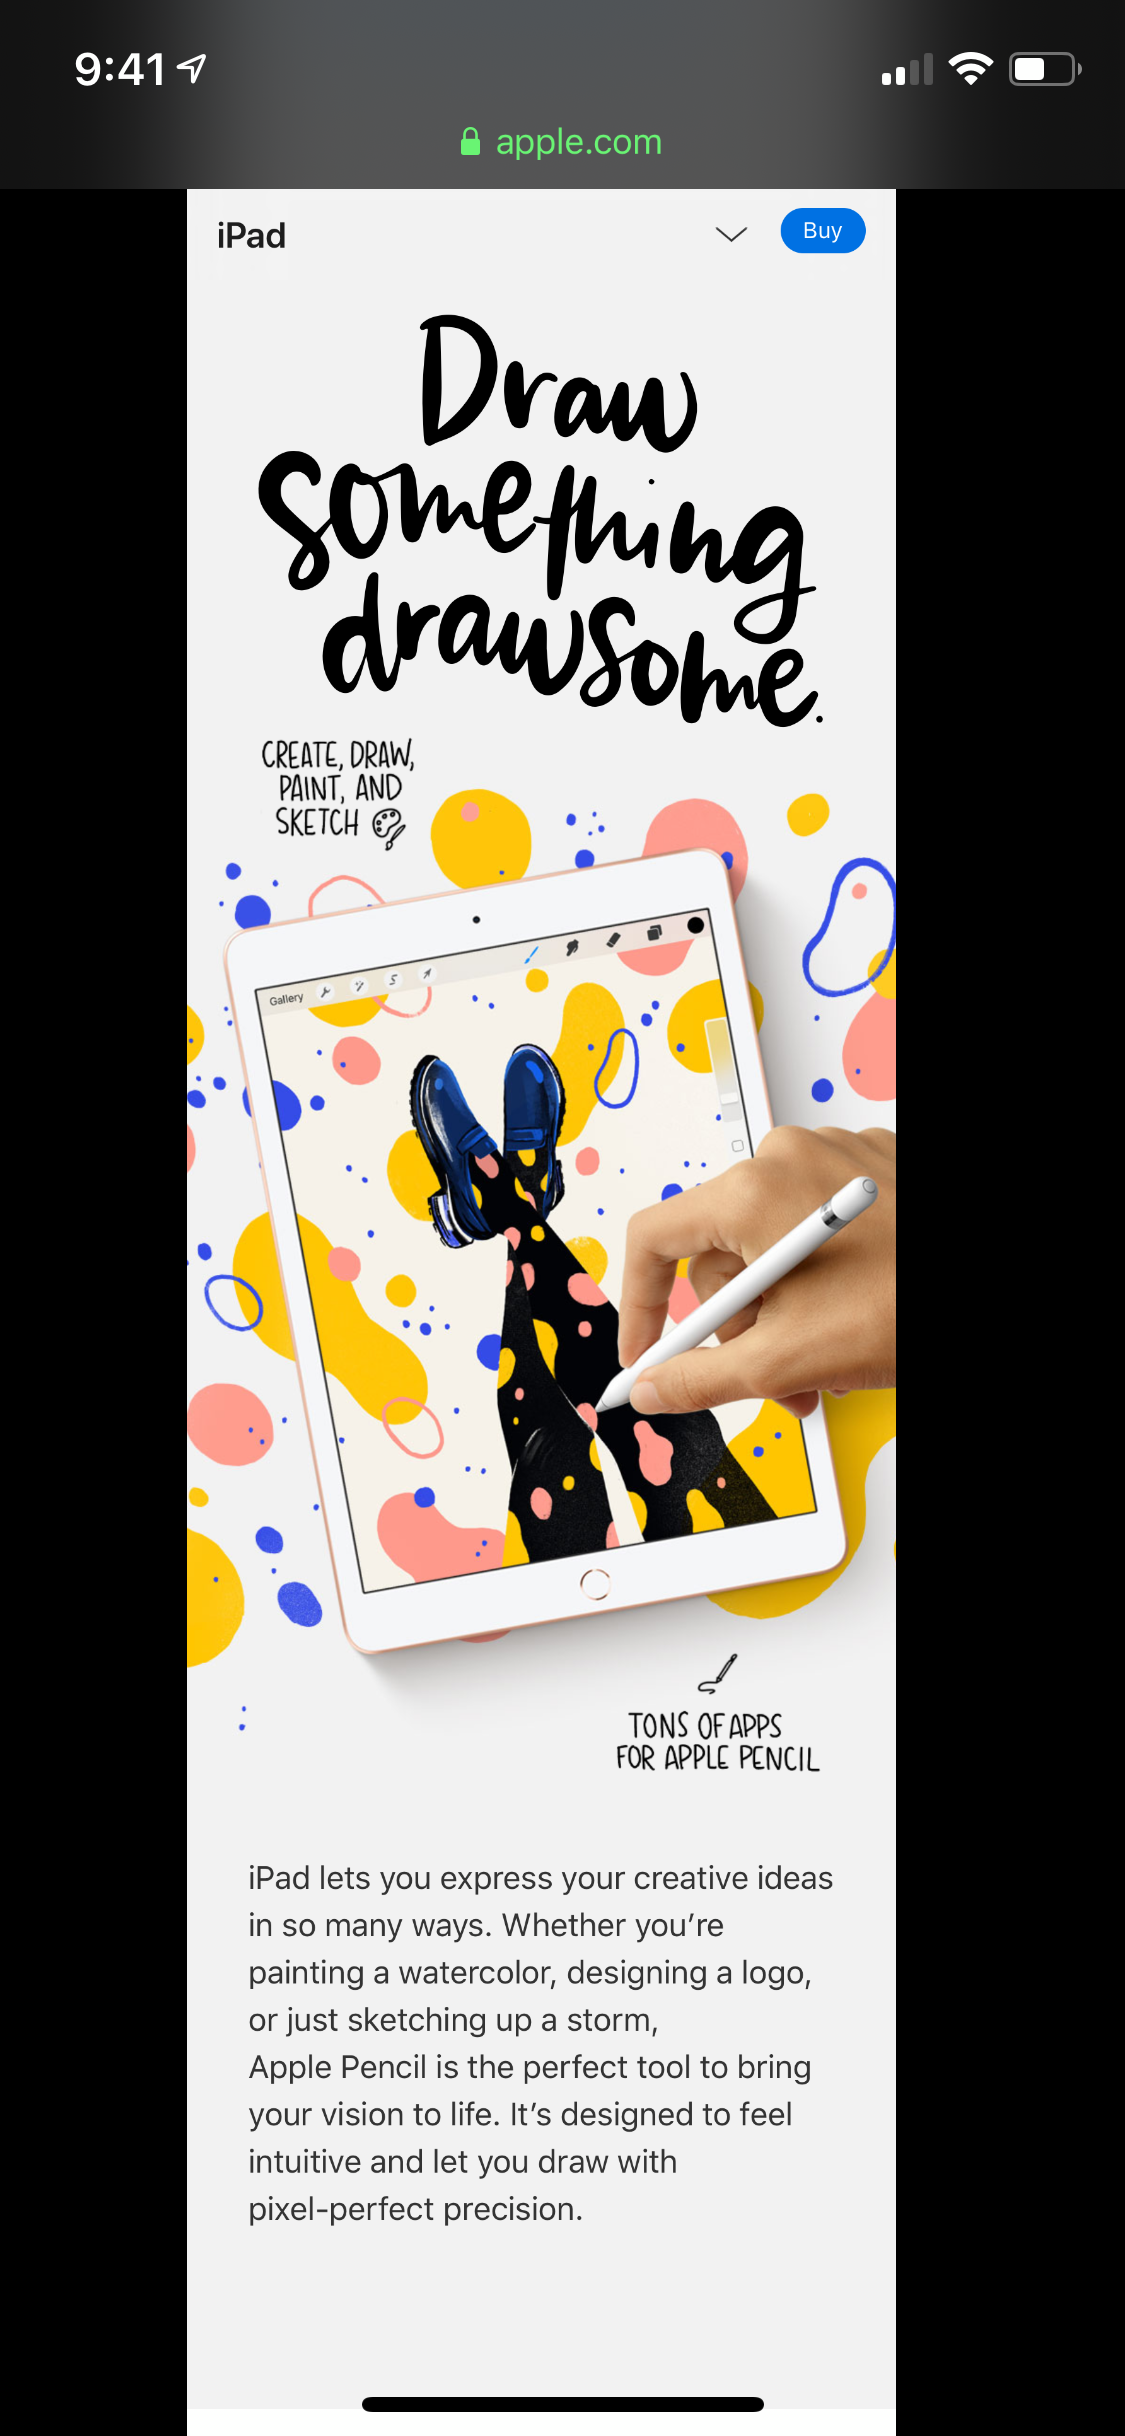 9:41
apple.com
iPad
Buy
Draw
something
drawsome.
CREATE, DRAW,
PAINT, AND
SKETCH
Gallery
S
TONS OF APPS
FOR APPLE PENCIL
iPad lets you express your creative ideas
in so many ways. Whether you’re
painting a watercolor, designing a logo,
or just sketching up a storm,
Apple Pencil is the perfect tool to bring
your vision to life. It’s designed to feel
intuitive and let you draw with
pixel-perfect precision.